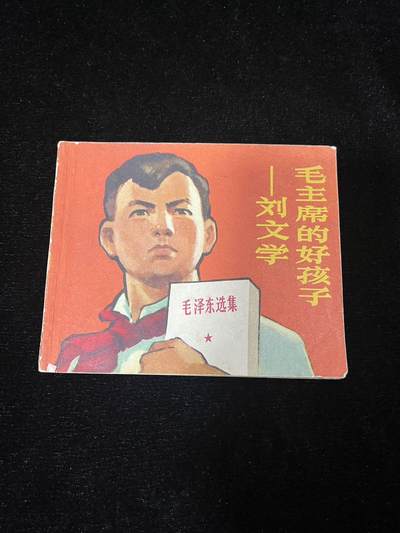 毛主席的好孩子
——刘文学
毛泽东选集